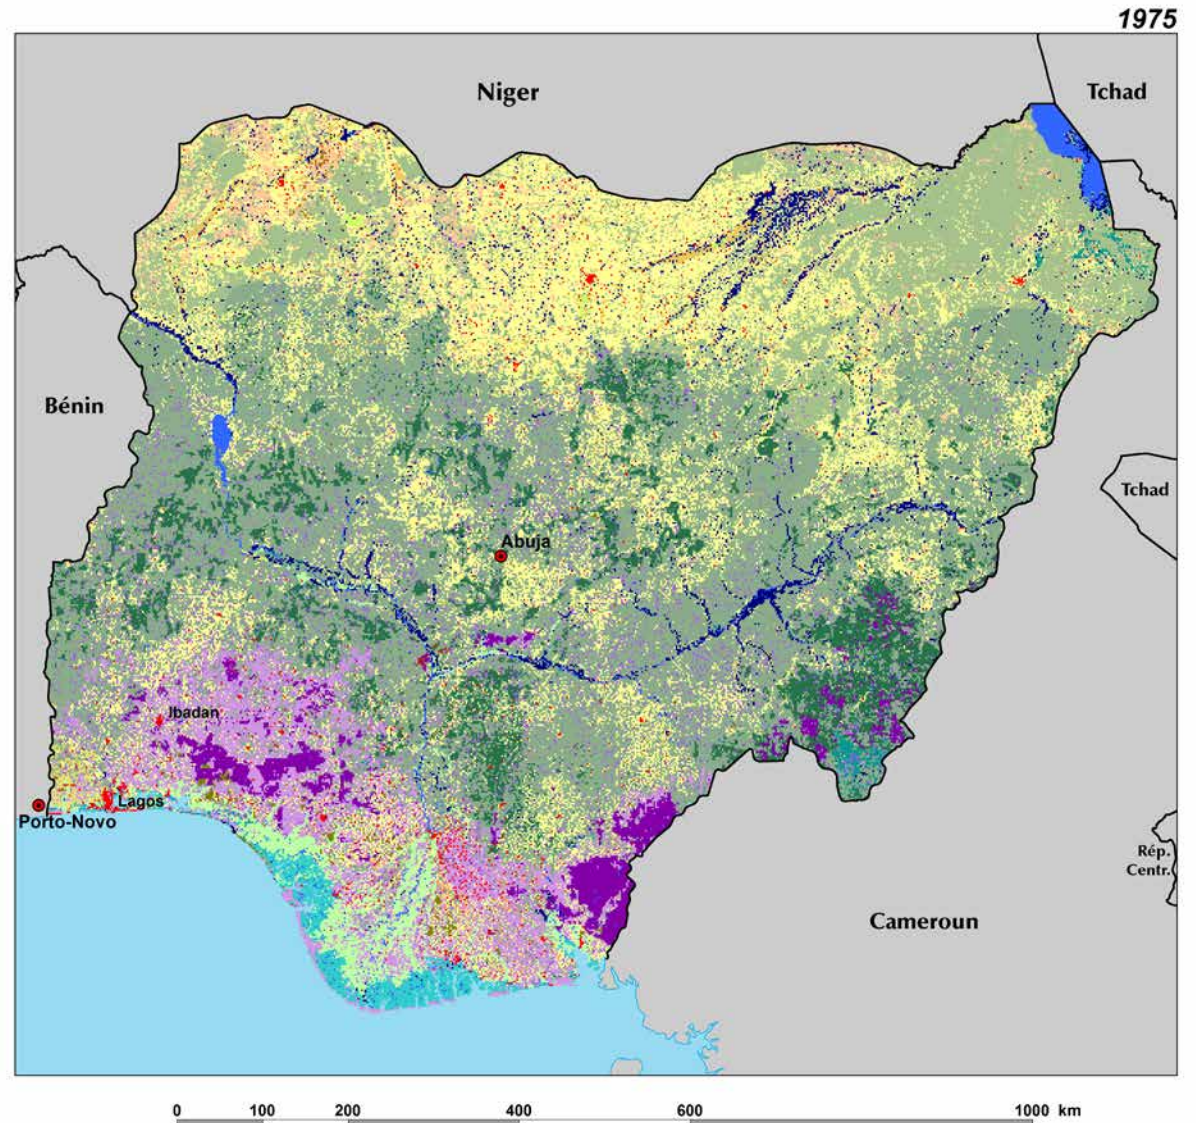 1975
Niger
Tchad
Bénin
Tchad
Abuja
Ibadan
Lagos
Porto-Novo
Rép.
Centr.
Cameroun
0 100 200 400 600 1000 km